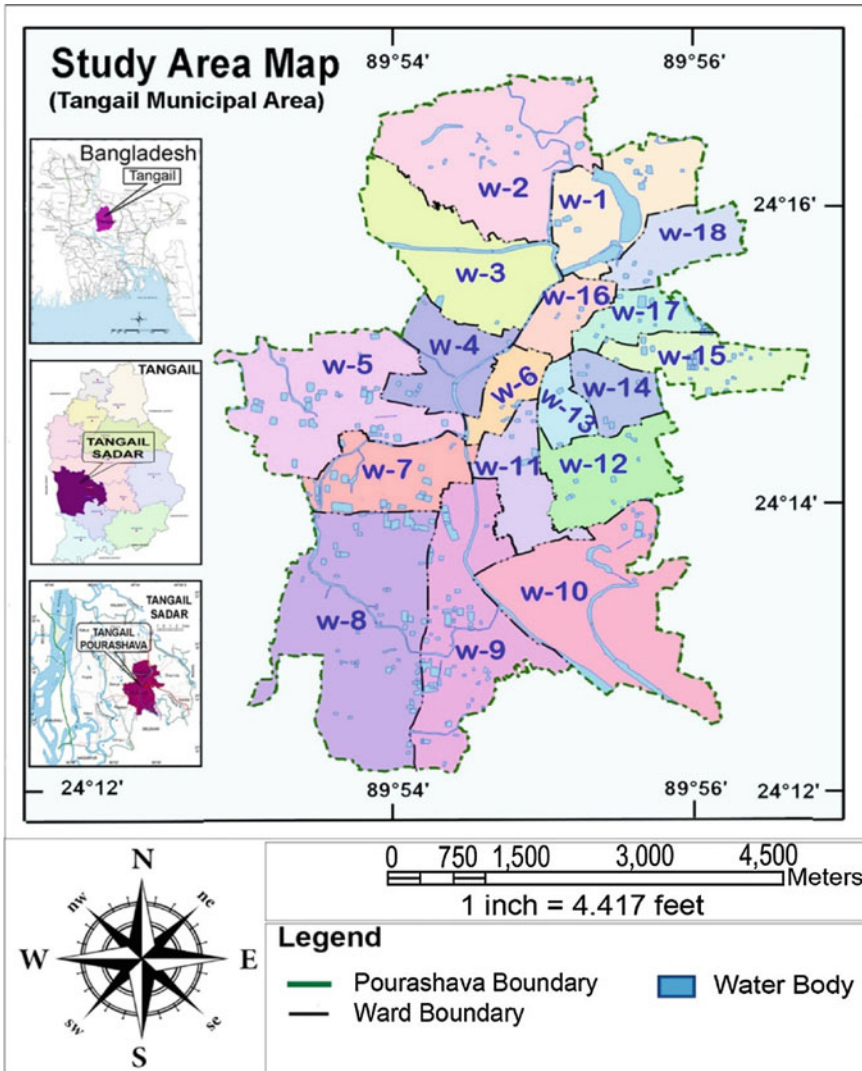 Study Area Map
(Tangail Municipal Area)
89°54'
89°56'
Bangladesh
Tangail
24°16'
w-2
w-1
w-18
w-3
w-16
w-17
TANGAIL
w-4
w-5
w-15
w-6
w-14
w-13
TANGAIL
SADAR
w-7
w-11
w-12
24°14'
TANGAIL
SADAR
TANGAIL
POURASHAVA
w-10
w-8
w-9
24°12'
89°54'
89°56'
24°12'
N
nw
ne
W
E
sw
se
S
0 750 1,500 3,000 4,500
Meters
1 inch = 4.417 feet
Legend
Pourashava Boundary
Water Body
Ward Boundary